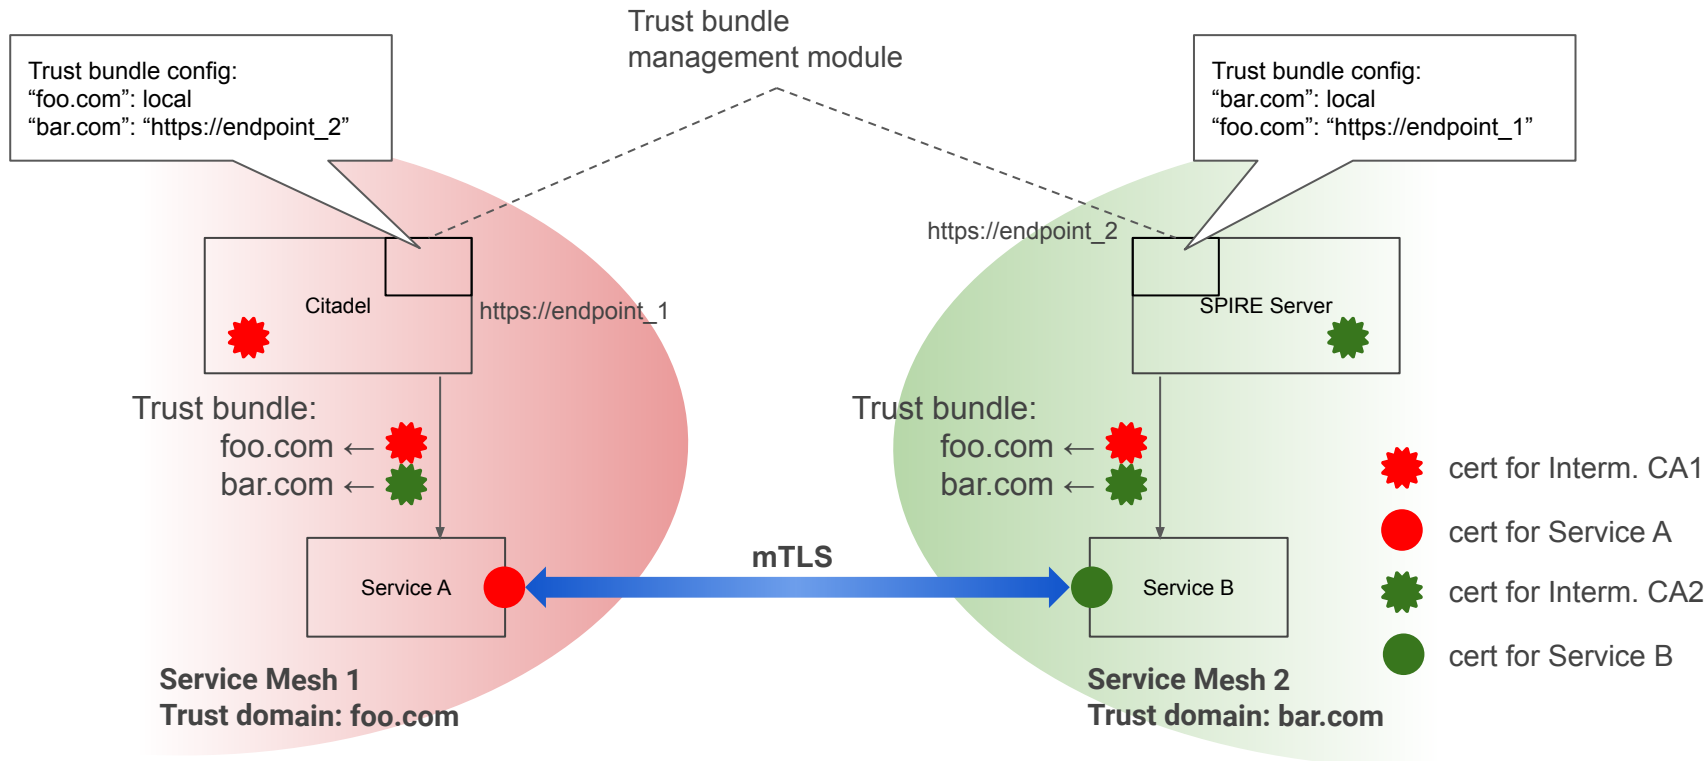 Trust bundle
management module
Trust bundle config:
“foo.com”: local
“bar.com”: “https://endpoint_2”
Trust bundle config:
“bar.com”: local
“foo.com”: “https://endpoint_1”
https://endpoint_2
Citadel
https://endpoint_1
SPIRE Server
Trust bundle:
foo.com ←
bar.com ←
Trust bundle:
foo.com ←
bar.com ←
cert for Interm. CA1
cert for Service A
cert for Interm. CA2
cert for Service B
mTLS
Service A
Service B
Service Mesh 1
Trust domain: foo.com
Service Mesh 2
Trust domain: bar.com